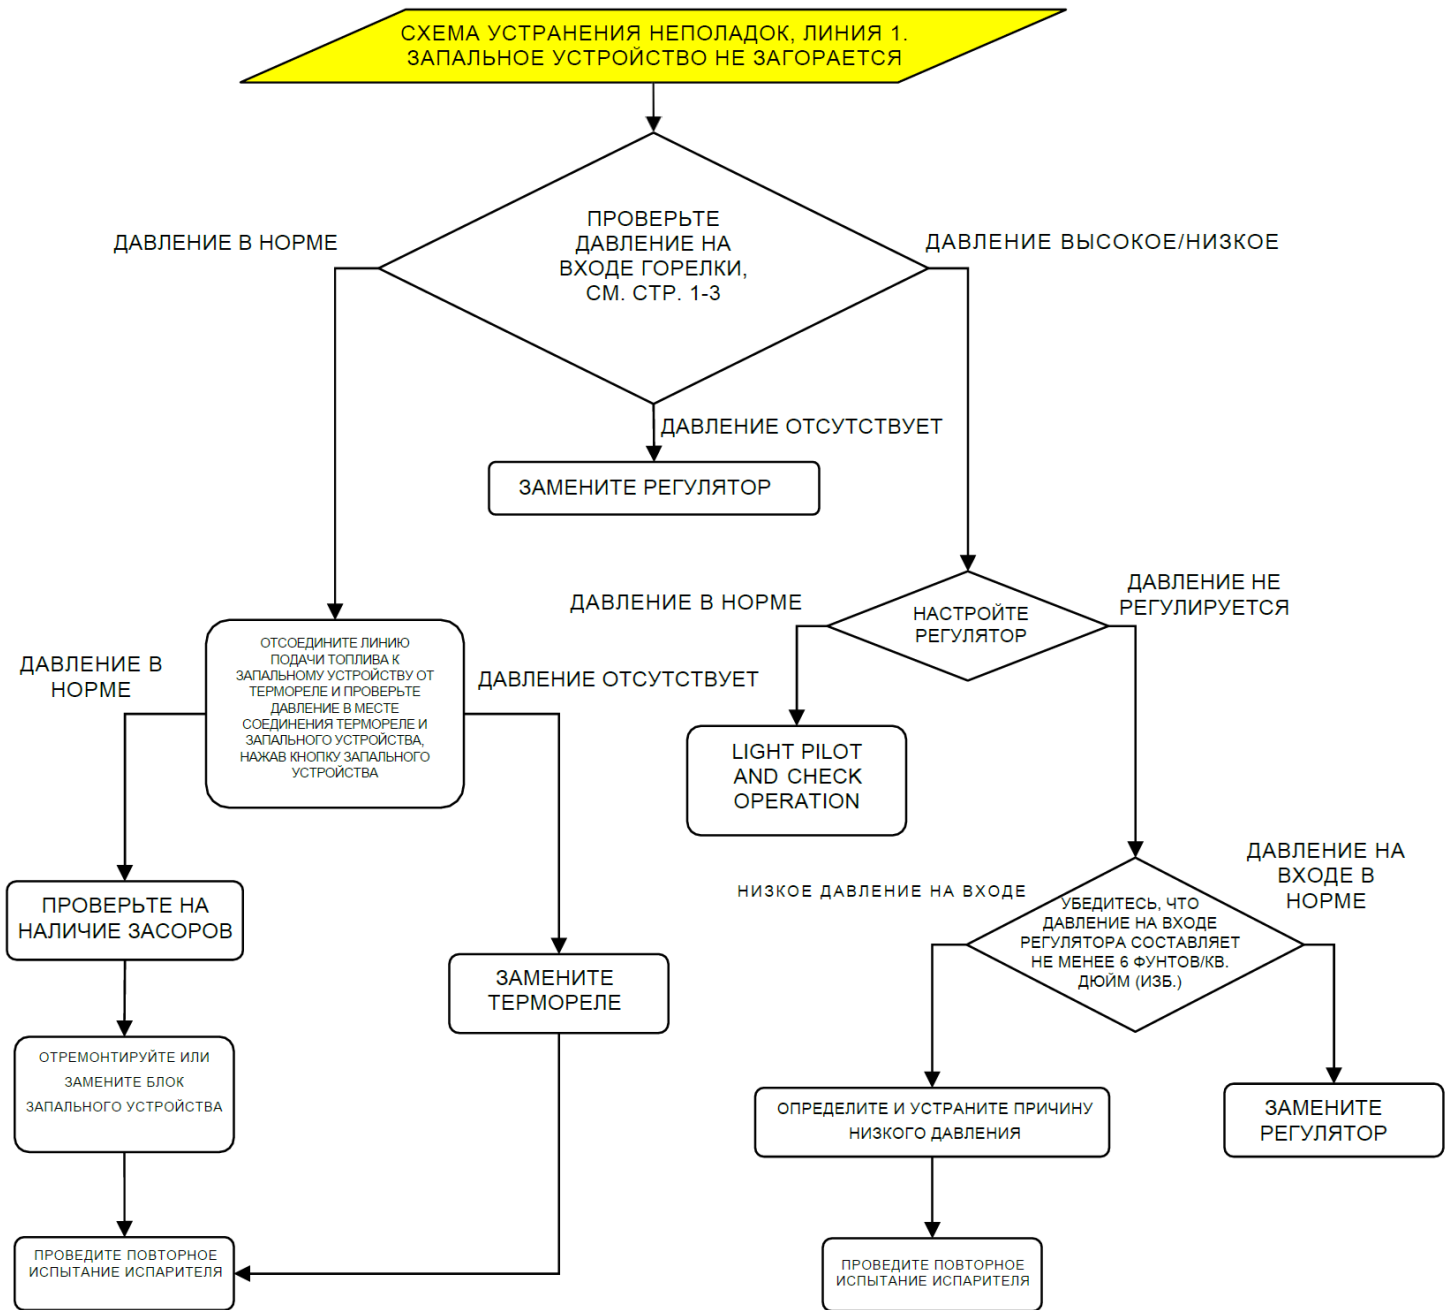 СХЕМА УСТРАНЕНИЯ НЕПОЛАДОК, ЛИНИЯ 1.
ЗАПАЛЬНОЕ УСТРОЙСТВО НЕ ЗАГОРАЕТСЯ
ПРОВЕРЬТЕ
ДАВЛЕНИЕ НА
ВХОДЕ ГОРЕЛКИ,
СМ. СТР. 1-3
ДАВЛЕНИЕ В НОРМЕ
ДАВЛЕНИЕ ВЫСОКОЕ/НИЗКОЕ
ДАВЛЕНИЕ ОТСУТСТВУЕТ
ЗАМЕНИТЕ РЕГУЛЯТОР
ДАВЛЕНИЕ В НОРМЕ
НАСТРОЙТЕ
РЕГУЛЯТОР
ДАВЛЕНИЕ НЕ
РЕГУЛИРУЕТСЯ
ДАВЛЕНИЕ В
НОРМЕ
ОТСОЕДИНИТЕ ЛИНИЮ
ПОДАЧИ ТОПЛИВА К
ЗАПАЛЬНОМУ УСТРОЙСТВУ ОТ
ТЕРМОРЕЛЕ И ПРОВЕРЬТЕ
ДАВЛЕНИЕ В МЕСТЕ
СОЕДИНЕНИЯ ТЕРМОРЕЛЕ И
ЗАПАЛЬНОГО УСТРОЙСТВА,
НАЖАВ КНОПКУ ЗАПАЛЬНОГО
УСТРОЙСТВА
ДАВЛЕНИЕ ОТСУТСТВУЕТ
LIGHT PILOT
AND CHECK
OPERATION
ПРОВЕРЬТЕ НА
НАЛИЧИЕ ЗАСОРОВ
НИЗКОЕ ДАВЛЕНИЕ НА ВХОДЕ
УБЕДИТЕСЬ, ЧТО
ДАВЛЕНИЕ НА ВХОДЕ
РЕГУЛЯТОРА СОСТАВЛЯЕТ
НЕ МЕНЕЕ 6 ФУНТОВ/КВ.
ДЮЙМ (ИЗБ.)
ДАВЛЕНИЕ НА
ВХОДЕ В
НОРМЕ
ЗАМЕНИТЕ
ТЕРМОРЕЛЕ
ОТРЕМОНТИРУЙТЕ ИЛИ
ЗАМЕНИТЕ БЛОК
ЗАПАЛЬНОГО УСТРОЙСТВА
ОПРЕДЕЛИТЕ И УСТРАНИТЕ ПРИЧИНУ
НИЗКОГО ДАВЛЕНИЯ
ЗАМЕНИТЕ
РЕГУЛЯТОР
ПРОВЕДИТЕ ПОВТОРНОЕ
ИСПЫТАНИЕ ИСПАРИТЕЛЯ
ПРОВЕДИТЕ ПОВТОРНОЕ
ИСПЫТАНИЕ ИСПАРИТЕЛЯ